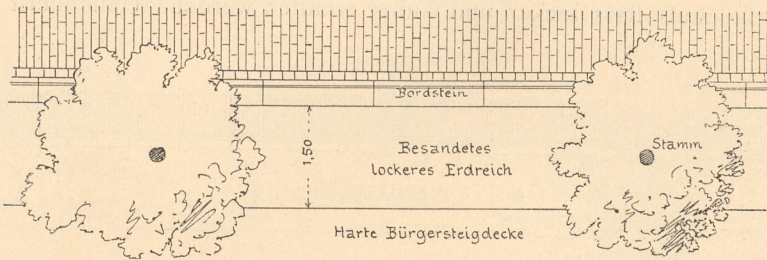 Bordstein
1,50
Besandetes
lockeres Erdreich
Stamm
Harte Bürgersteigdecke